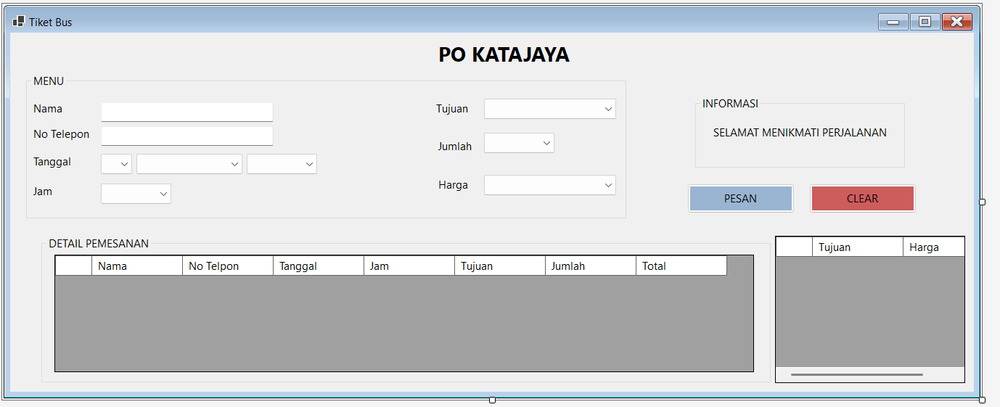 Tiket Bus
PO KATAJAYA
MENU
Nama
No Telepon
Tanggal
Jam
Tujuan
Jumlah
Harga
INFORMASI
SELAMAT MENIKMATI PERJALANAN
PESAN CLEAR
DETAIL PEMESANAN
Nama No Telpon Tanggal Jam Tujuan Jumlah Total
Tujuan Harga